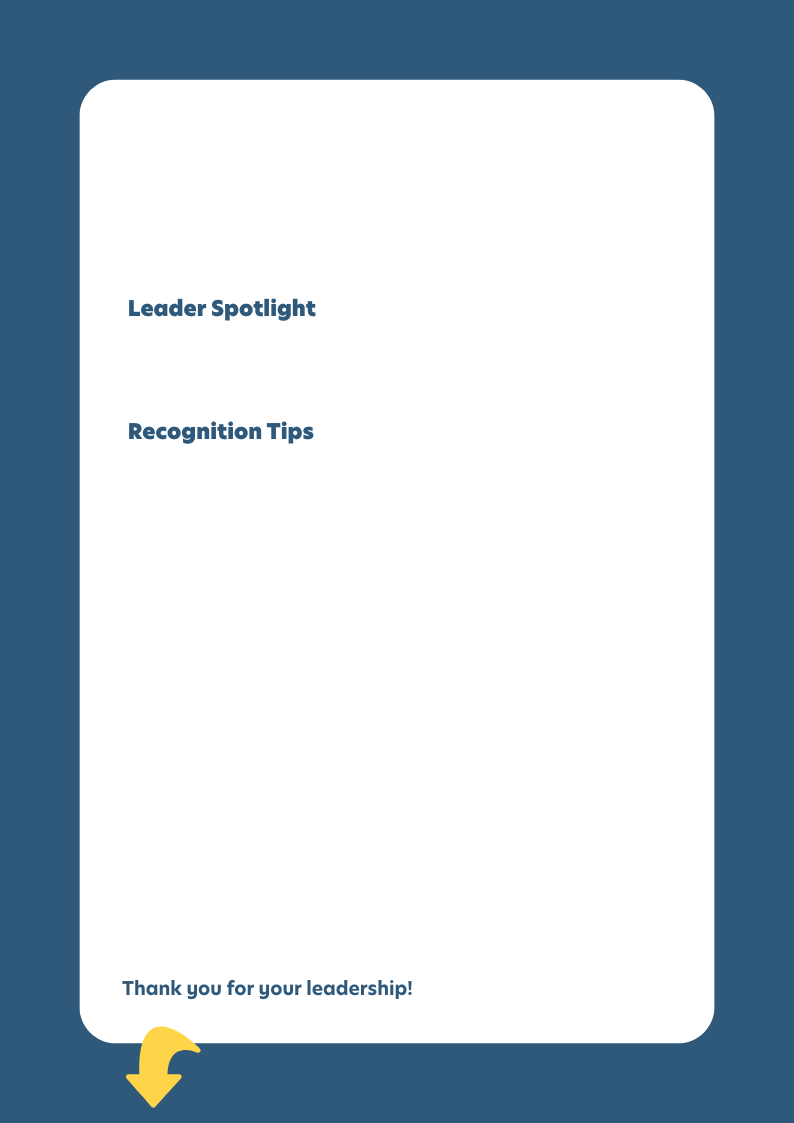 Leader Spotlight
Recognition Tips
Thank you for your leadership!